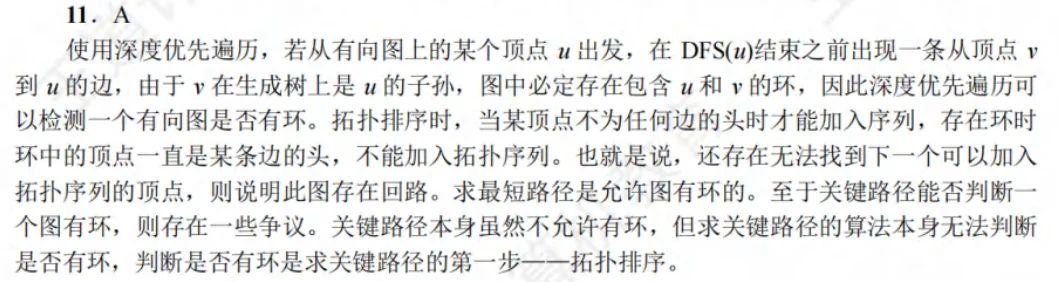 11．A
使用深度优先遍历，若从有向图上的某个顶点 u 出发，在 DFS(u)结束之前出现一条从顶点 v
到 u 的边，由于 v 在生成树上是 u 的子孙，图中必定存在包含 u 和 v 的环，因此深度优先遍历可
以检测一个有向图是否有环。拓扑排序时，当某顶点不为任何边的头时才能加入序列，存在环时
环中的顶点一直是某条边的头，不能加入拓扑序列。也就是说，还存在无法找到下一个可以加入
拓扑序列的顶点，则说明此图存在回路。求最短路径是允许图有环的。至于关键路径能否判断一
个图有环，则存在一些争议。关键路径本身虽然不允许有环，但求关键路径的算法本身无法判断
是否有环，判断是否有环是求关键路径的第一步——拓扑排序。